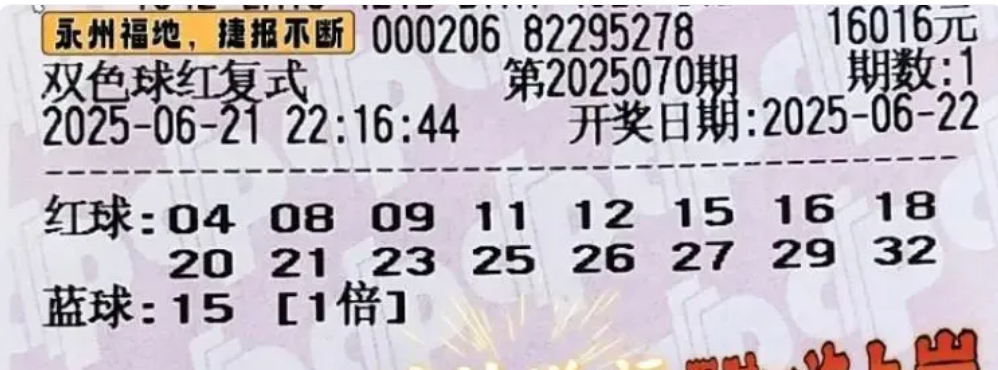 永州福地，捷报不断 000206 82295278 16016元
双色球红复式 第2025070期 期数:1
2025-06-21 22:16:44 开奖日期:2025-06-22
红球:04 08 09 11 12 15 16 18
20 21 23 25 26 27 29 32
蓝球:15 [1倍]